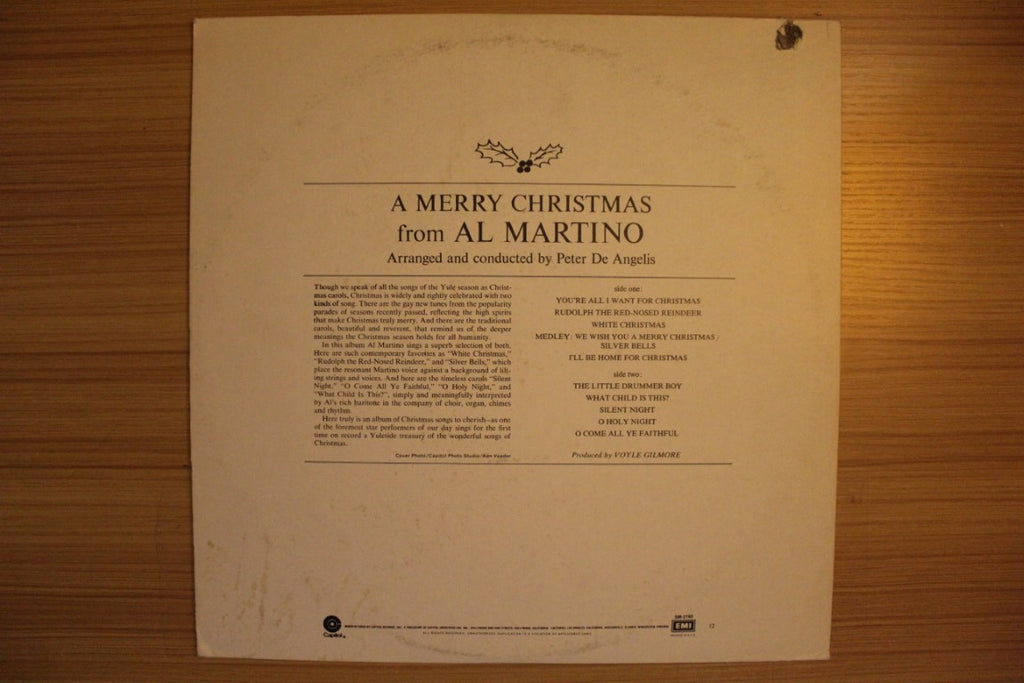 A MERRY CHRISTMAS
from AL MARTINO
Arranged and conducted by Peter De Angelis
Though we speak of all the songs of the Yule season as Christ-
mas carols, Christmas is widely and rightly celebrated with two
kinds of song. There are the gay new tunes from the popularity
parades of seasons recently passed, reflecting the high spirits
that make Christmas truly merry. And there are the traditional
carols, beautiful and reverent, that remind us of the deeper
meanings the Christmas season holds for all humanity.
In this album Al Martino sings a superb selection of both.
Here are such contemporary favorites as "White Christmas,"
"Rudolph the Red-Nosed Reindeer," and "Silver Bells," which
place the resonant Martino voice against a background of lilt-
ing strings and voices. And here are the timeless carols "Silent
Night," "O Come All Ye Faithful," "O Holy Night," and
"What Child Is This?", simply and meaningfully interpreted
by Al's rich baritone in the company of choir, organ, chimes
and rhythm.
Here truly is an album of Christmas songs to cherish—as one
of the foremost star performers of our day sings for the first
time on record a Yuletide treasury of the wonderful songs of
Christmas.
Cover Photo/Capitol Photo Studio/Ken Veeder
side one:
YOU'RE ALL I WANT FOR CHRISTMAS
RUDOLPH THE RED-NOSED REINDEER
WHITE CHRISTMAS
MEDLEY: WE WISH YOU A MERRY CHRISTMAS/
SILVER BELLS
I'LL BE HOME FOR CHRISTMAS
side two:
THE LITTLE DRUMMER BOY
WHAT CHILD IS THIS?
SILENT NIGHT
O HOLY NIGHT
O COME ALL YE FAITHFUL
Produced by VOYLE GILMORE
Capitol
EMI
12